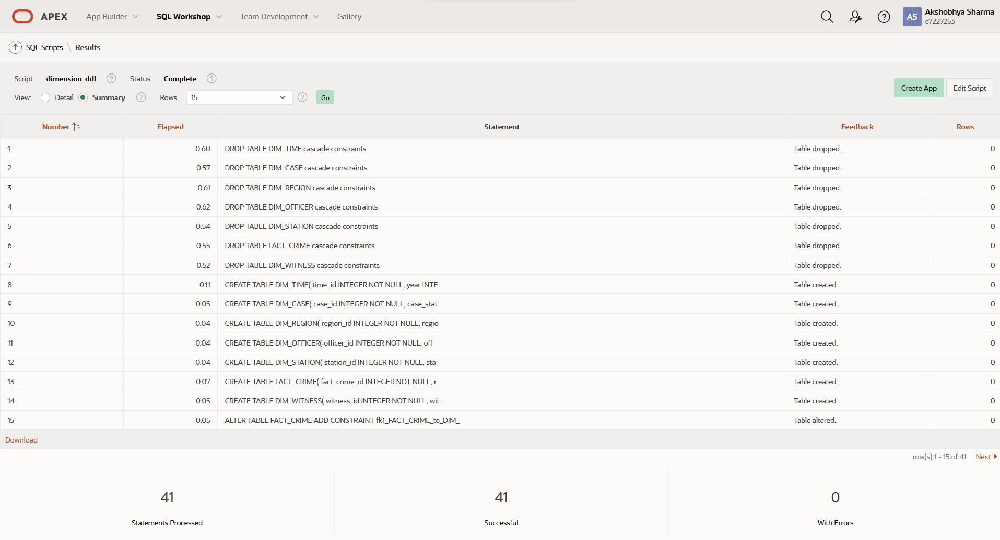 APEX App Builder SQL Workshop Team Development Gallery AS Akshobhya Sharma
c7227253
SQL Scripts \ Results
Script: dimension_ddl ? Status: Complete ?
View: Detail Summary ? Rows 15 ? Go Create App Edit Script
Number Elapsed Statement Feedback Rows
1 0.60 DROP TABLE DIM_TIME cascade constraints Table dropped. 0
2 0.57 DROP TABLE DIM_CASE cascade constraints Table dropped. 0
3 0.61 DROP TABLE DIM_REGION cascade constraints Table dropped. 0
4 0.62 DROP TABLE DIM_OFFICER cascade constraints Table dropped. 0
5 0.54 DROP TABLE DIM_STATION cascade constraints Table dropped. 0
6 0.55 DROP TABLE FACT_CRIME cascade constraints Table dropped. 0
7 0.52 DROP TABLE DIM_WITNESS cascade constraints Table dropped. 0
8 0.11 CREATE TABLE DIM_TIME( time_id INTEGER NOT NULL, year INTE Table created. 0
9 0.05 CREATE TABLE DIM_CASE( case_id INTEGER NOT NULL, case_stat Table created. 0
10 0.04 CREATE TABLE DIM_REGION( region_id INTEGER NOT NULL, regio Table created. 0
11 0.04 CREATE TABLE DIM_OFFICER( officer_id INTEGER NOT NULL, off Table created. 0
12 0.04 CREATE TABLE DIM_STATION( station_id INTEGER NOT NULL, sta Table created. 0
13 0.07 CREATE TABLE FACT_CRIME( fact_crime_id INTEGER NOT NULL, r Table created. 0
14 0.05 CREATE TABLE DIM_WITNESS( witness_id INTEGER NOT NULL, wit Table created. 0
15 0.05 ALTER TABLE FACT_CRIME ADD CONSTRAINT fk1_FACT_CRIME_to_DIM_ Table altered. 0
Download
row(s) 1 - 15 of 41 Next
41 41 0
Statements Processed Successful With Errors